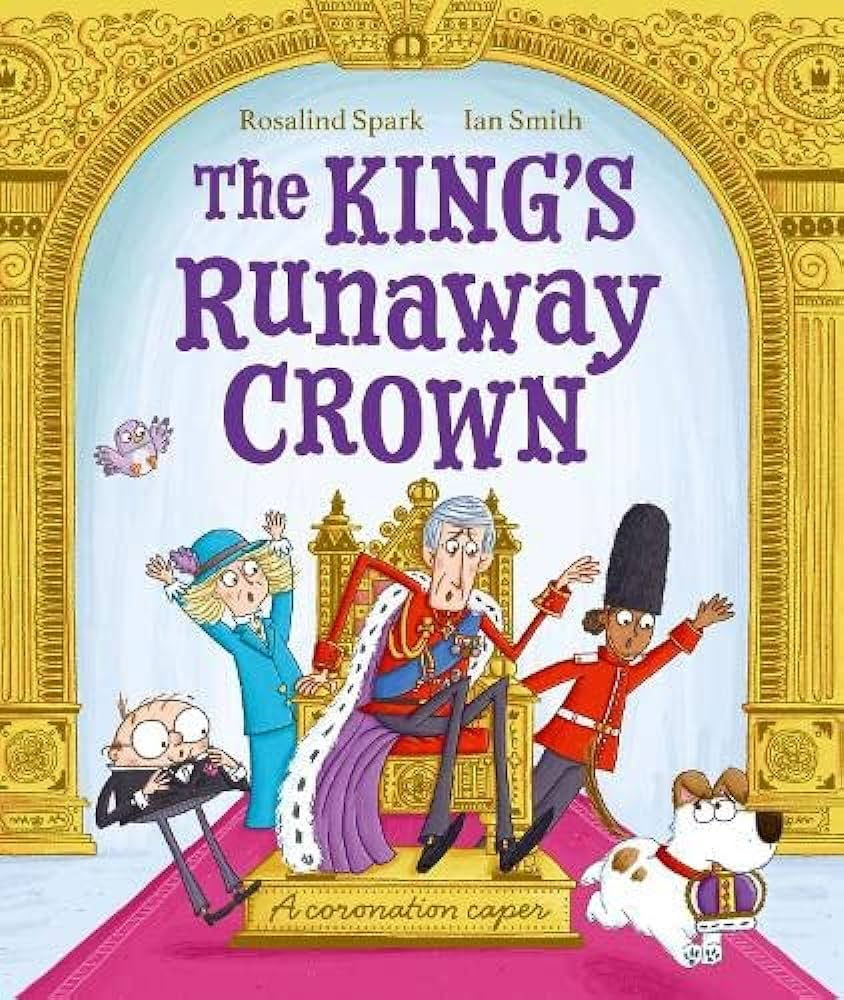 Rosalind Spark Ian Smith
The KING'S
Runaway
CROWN
A coronation caper